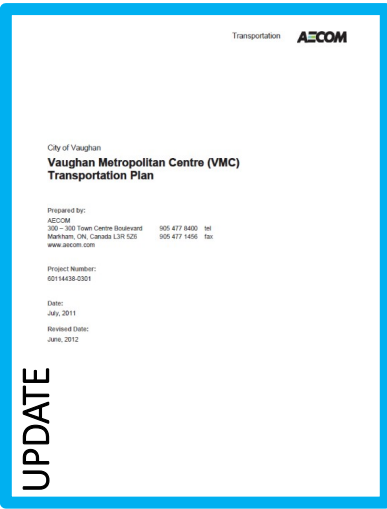 Transportation AECOM
City of Vaughan
Vaughan Metropolitan Centre (VMC)
Transportation Plan
Prepared by:
AECOM
300 – 300 Town Centre Boulevard 905 477 8400 tel
Markham, ON, Canada L3R 5Z6 905 477 1456 fax
www.aecom.com
Project Number:
60114438-0301
Date:
July, 2011
Revised Date:
June, 2012
UPDATE